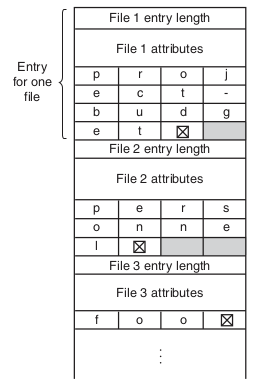 File 1 entry length
Entry for one file
File 1 attributes
p r o j
e c t -
b u d g
e t ☒
File 2 entry length
File 2 attributes
p e r s
o n n e
l ☒
File 3 entry length
File 3 attributes
f o o ☒
⋮